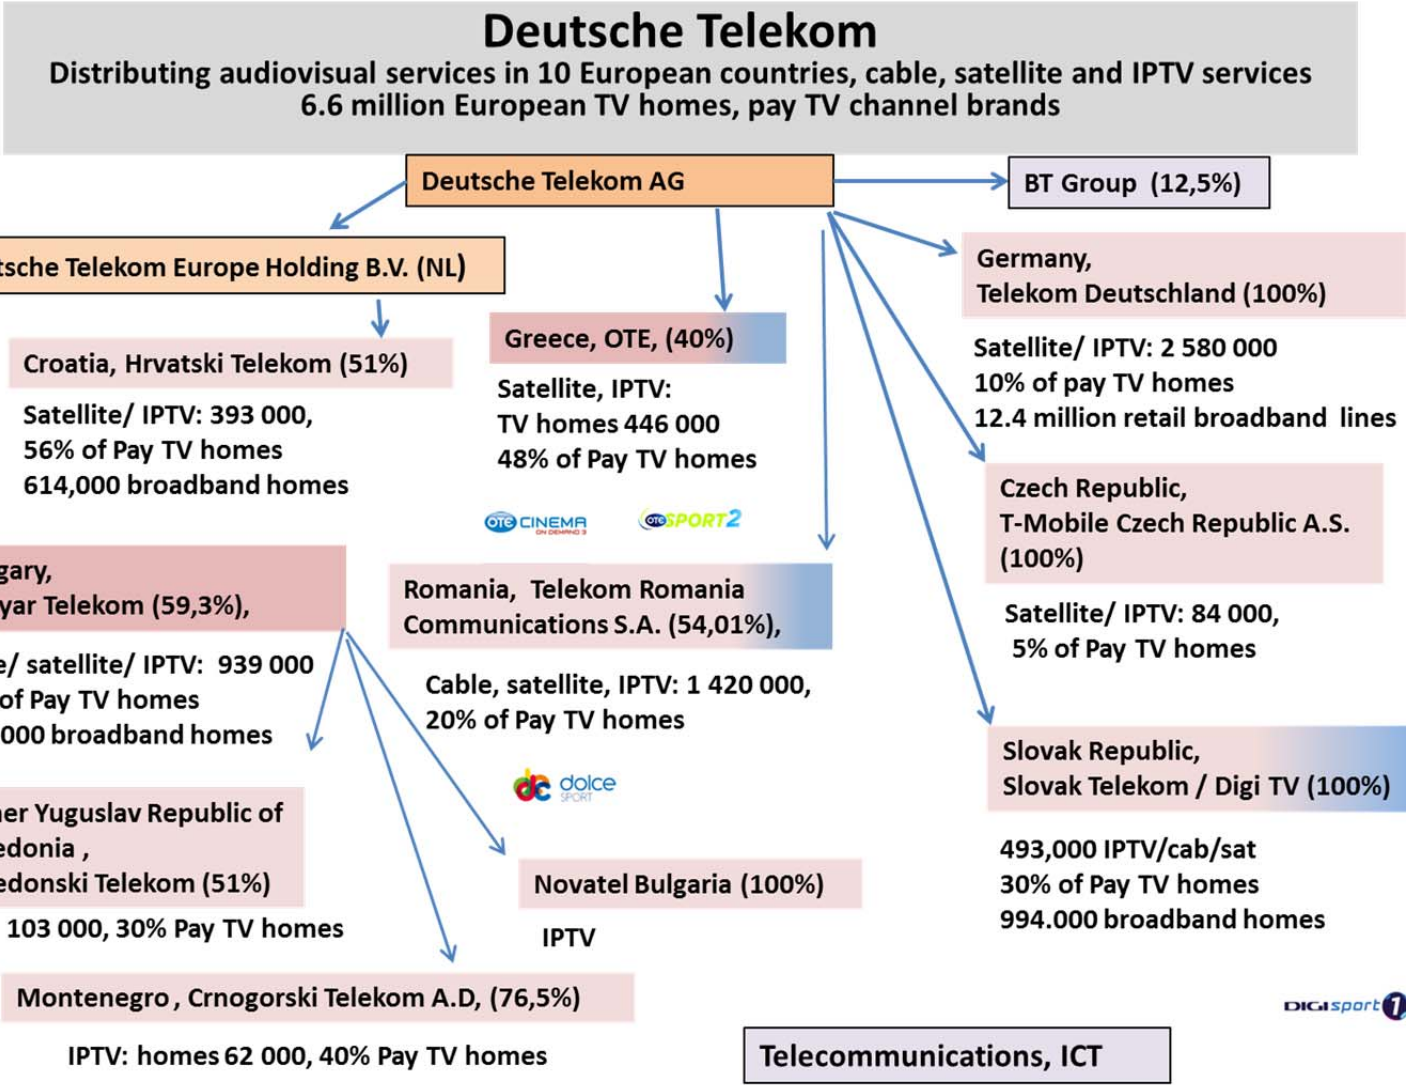 Deutsche Telekom
Distributing audiovisual services in 10 European countries, cable, satellite and IPTV services
6.6 million European TV homes, pay TV channel brands
Deutsche Telekom AG
BT Group (12,5%)
tsche Telekom Europe Holding B.V. (NL)
Germany,
Telekom Deutschland (100%)
Satellite/ IPTV: 2 580 000
10% of pay TV homes
12.4 million retail broadband lines
Greece, OTE, (40%)
Satellite, IPTV:
TV homes 446 000
48% of Pay TV homes
OTE CINEMA
ON DEMAND 3
OTE SPORT2
Croatia, Hrvatski Telekom (51%)
Satellite/ IPTV: 393 000,
56% of Pay TV homes
614,000 broadband homes
Czech Republic,
T-Mobile Czech Republic A.S.
(100%)
Satellite/ IPTV: 84 000,
5% of Pay TV homes
gary,
yar Telekom (59,3%),
e/ satellite/ IPTV: 939 000
of Pay TV homes
000 broadband homes
Romania, Telekom Romania
Communications S.A. (54,01%),
Cable, satellite, IPTV: 1 420 000,
20% of Pay TV homes
dolce
SPORT
Slovak Republic,
Slovak Telekom / Digi TV (100%)
493,000 IPTV/cab/sat
30% of Pay TV homes
994.000 broadband homes
DIGI sport 1
ner Yuguslav Republic of
edonia ,
edonski Telekom (51%)
103 000, 30% Pay TV homes
Novatel Bulgaria (100%)
IPTV
Montenegro , Crnogorski Telekom A.D, (76,5%)
IPTV: homes 62 000, 40% Pay TV homes
Telecommunications, ICT